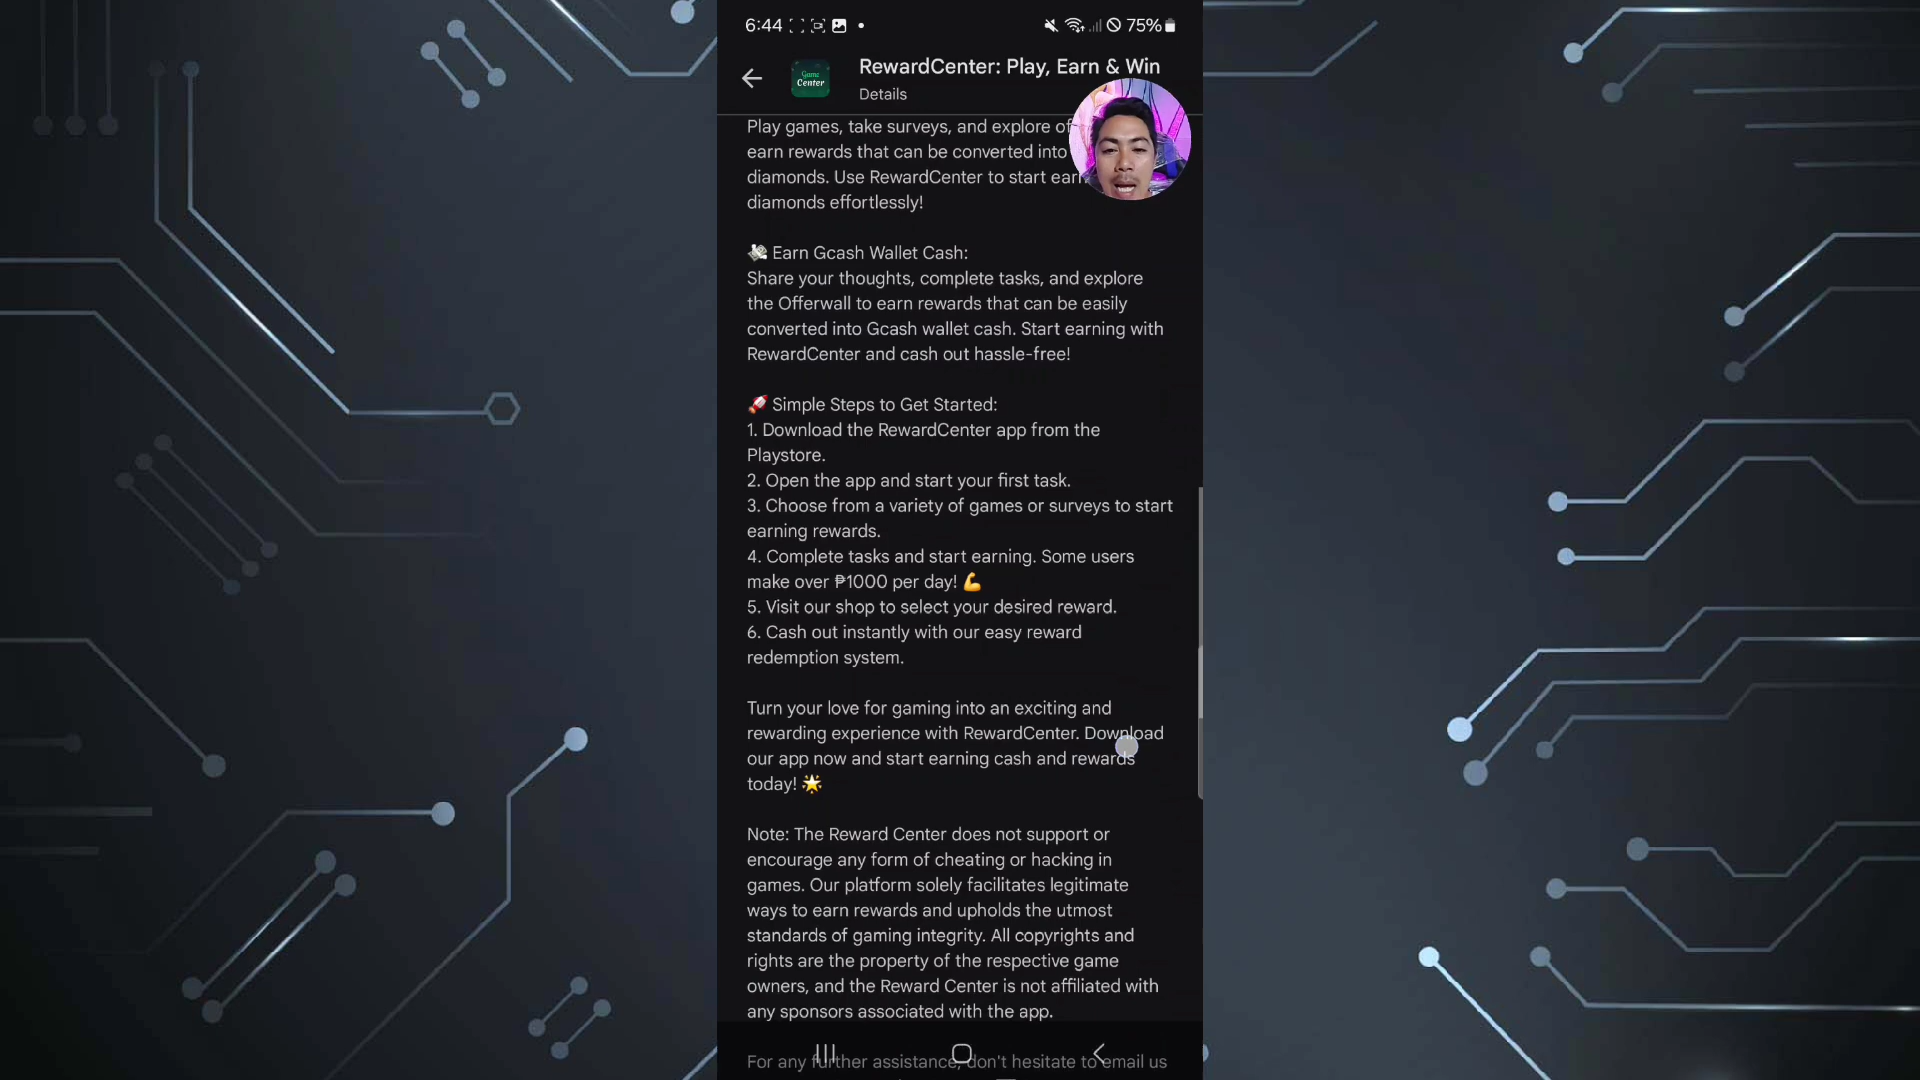 6:44
75%
RewardCenter: Play, Earn & Win
Game
Center
Details
Play games, take surveys, and explore
earn rewards that can be converted into
diamonds. Use RewardCenter to start
diamonds effortlessly!
💸 Earn Gcash Wallet Cash:
Share your thoughts, complete tasks, and explore
the Offerwall to earn rewards that can be easily
converted into Gcash wallet cash. Start earning with
RewardCenter and cash out hassle-free!
🚀 Simple Steps to Get Started:
1. Download the RewardCenter app from the
Playstore.
2. Open the app and start your first task.
3. Choose from a variety of games or surveys to start
earning rewards.
4. Complete tasks and start earning. Some users
make over ₱1000 per day! 💪
5. Visit our shop to select your desired reward.
6. Cash out instantly with our easy reward
redemption system.
Turn your love for gaming into an exciting and
rewarding experience with RewardCenter. Download
our app now and start earning cash and rewards
today! 🌟
Note: The Reward Center does not support or
encourage any form of cheating or hacking in
games. Our platform solely facilitates legitimate
ways to earn rewards and upholds the utmost
standards of gaming integrity. All copyrights and
rights are the property of the respective game
owners, and the Reward Center is not affiliated with
any sponsors associated with the app.
For any further assistance, don't hesitate to email us